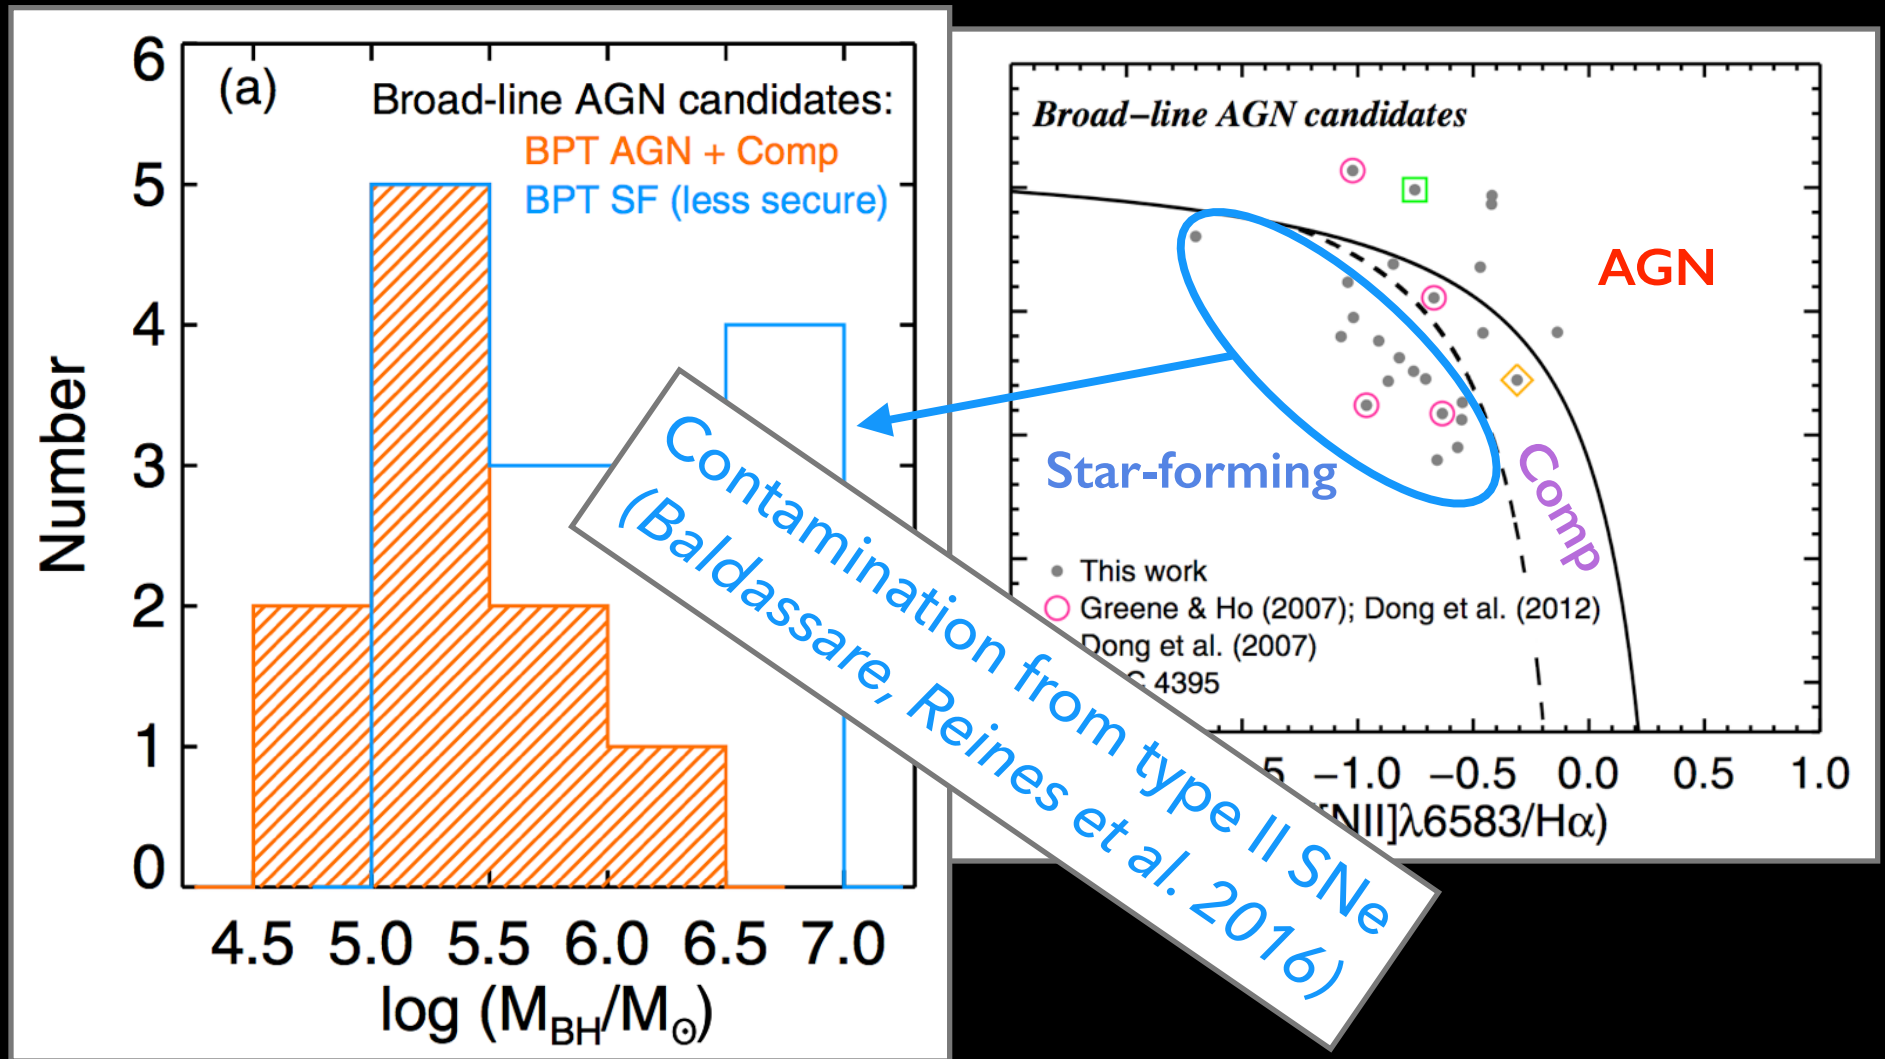 (a)
Broad-line AGN candidates:
BPT AGN + Comp
BPT SF (less secure)
6
5
4
3
2
1
0
Number
4.5 5.0 5.5 6.0 6.5 7.0
log (M_BH/M_⊙)
Broad–line AGN candidates
AGN
Star-forming
Comp
This work
Greene & Ho (2007); Dong et al. (2012)
Dong et al. (2007)
4395
5 −1.0 −0.5 0.0 0.5 1.0
[NII]λ6583/Hα)
Contamination from type II SNe
(Baldassare, Reines et al. 2016)